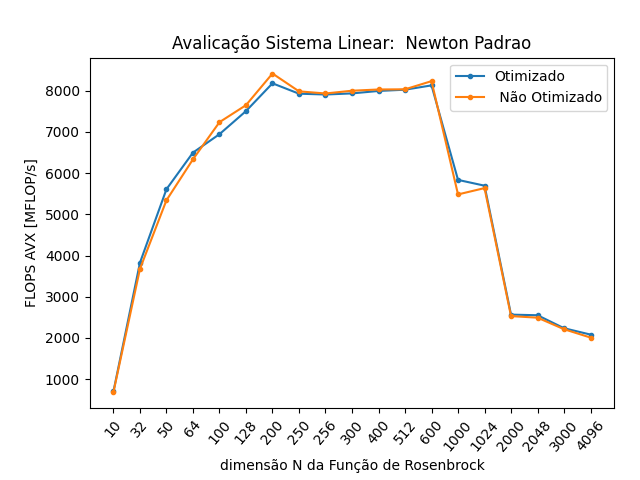 Avalicação Sistema Linear:  Newton Padrao
Otimizado
Não Otimizado
FLOPS AVX [MFLOP/s]
8000
7000
6000
5000
4000
3000
2000
1000
10 32 50 64 100 128 200 250 256 300 400 512 600 1000 1024 2000 2048 3000 4096
dimensão N da Função de Rosenbrock